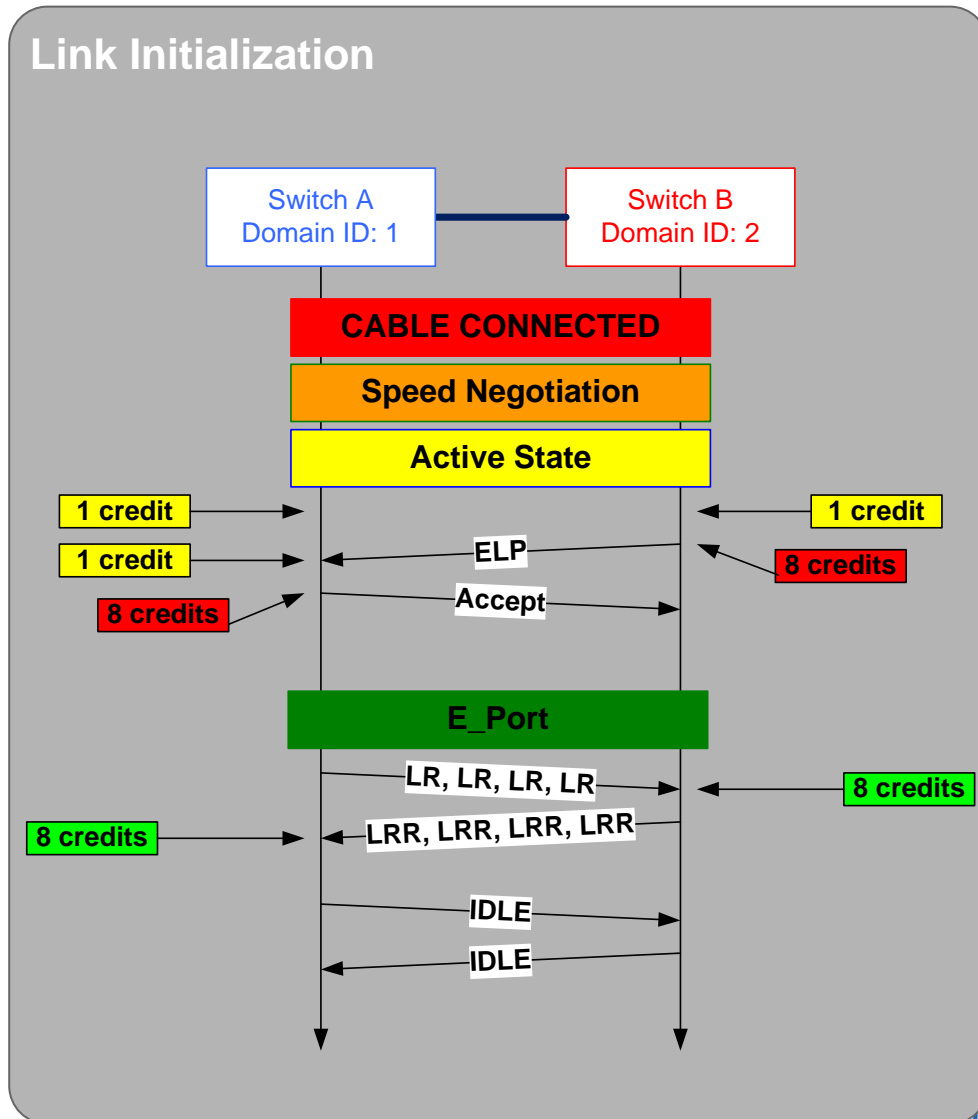 Link Initialization
Switch A
Domain ID: 1
Switch B
Domain ID: 2
CABLE CONNECTED
Speed Negotiation
Active State
1 credit
1 credit
1 credit
ELP
8 credits
8 credits
Accept
E_Port
LR, LR, LR, LR
8 credits
8 credits
LRR, LRR, LRR, LRR
IDLE
IDLE